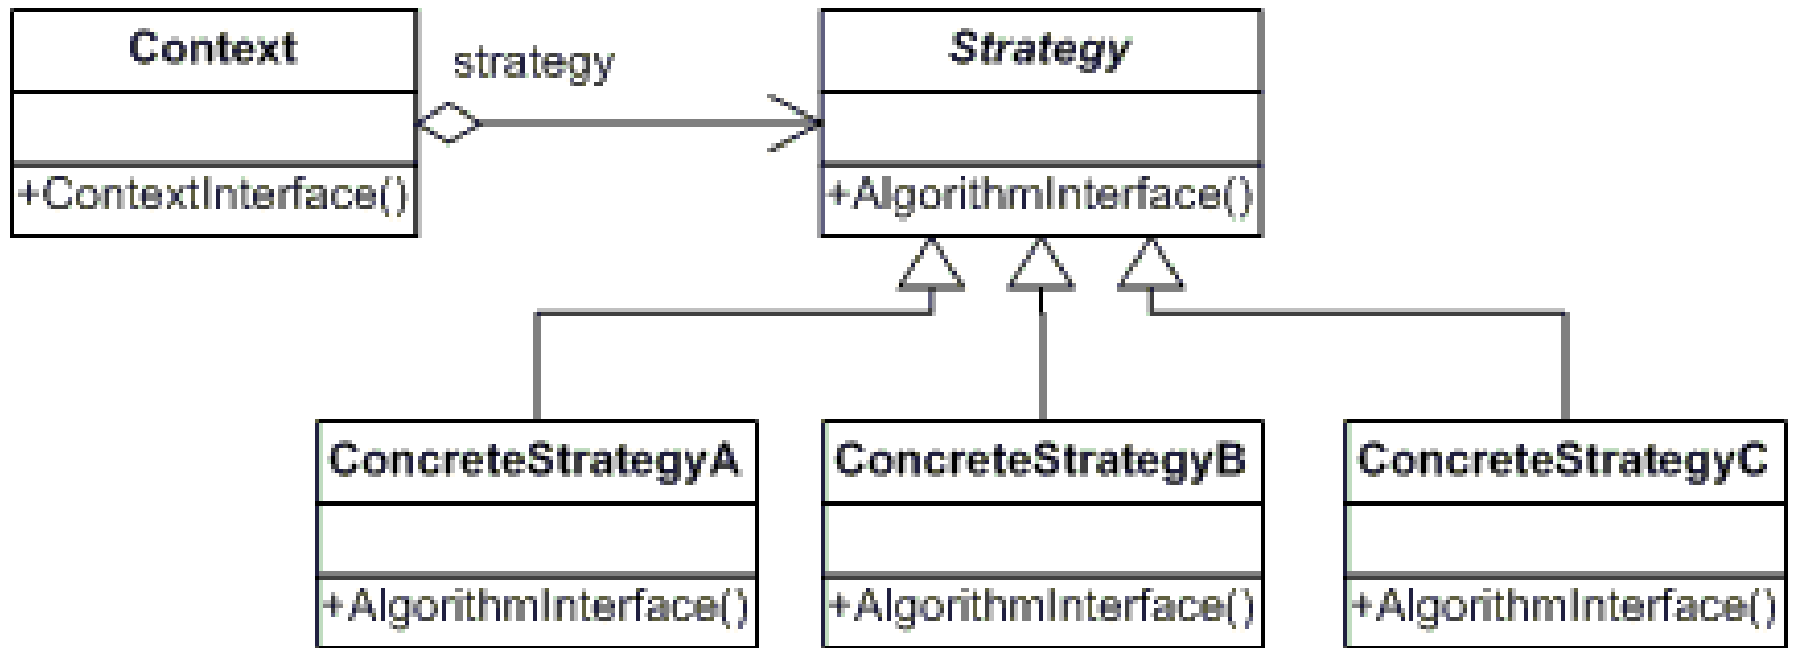 Context
strategy
Strategy
+ContextInterface()
+AlgorithmInterface()
ConcreteStrategyA
ConcreteStrategyB
ConcreteStrategyC
+AlgorithmInterface()
+AlgorithmInterface()
+AlgorithmInterface()